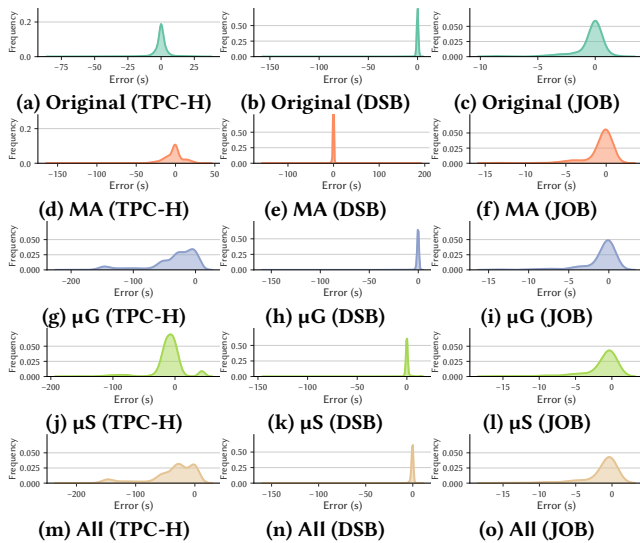 Frequency
0.2
0.0
−75 −50 −25 0 25
Error (s)
(a) Original (TPC-H)
Frequency
0.50
0.25
0.00
−150 −100 −50 0
Error (s)
(b) Original (DSB)
Frequency
0.050
0.025
0.000
−10 −5 0
Error (s)
(c) Original (JOB)
Frequency
0.2
0.0
−150 −100 −50 0 50
Error (s)
(d) MA (TPC-H)
Frequency
0.50
0.25
0.00
−100 0 100 200
Error (s)
(e) MA (DSB)
Frequency
0.050
0.025
0.000
−15 −10 −5 0
Error (s)
(f) MA (JOB)
Frequency
0.050
0.025
0.000
−200 −100 0
Error (s)
(g) µG (TPC-H)
Frequency
0.50
0.25
0.00
−150 −100 −50 0
Error (s)
(h) µG (DSB)
Frequency
0.050
0.025
0.000
−15 −10 −5 0
Error (s)
(i) µG (JOB)
Frequency
0.050
0.025
0.000
−200 −100 0
Error (s)
(j) µS (TPC-H)
Frequency
0.50
0.25
0.00
−150 −100 −50 0
Error (s)
(k) µS (DSB)
Frequency
0.050
0.025
0.000
−15 −10 −5 0
Error (s)
(l) µS (JOB)
Frequency
0.050
0.025
0.000
−200 −100 0
Error (s)
(m) All (TPC-H)
Frequency
0.50
0.25
0.00
−150 −100 −50 0
Error (s)
(n) All (DSB)
Frequency
0.050
0.025
0.000
−15 −10 −5 0
Error (s)
(o) All (JOB)